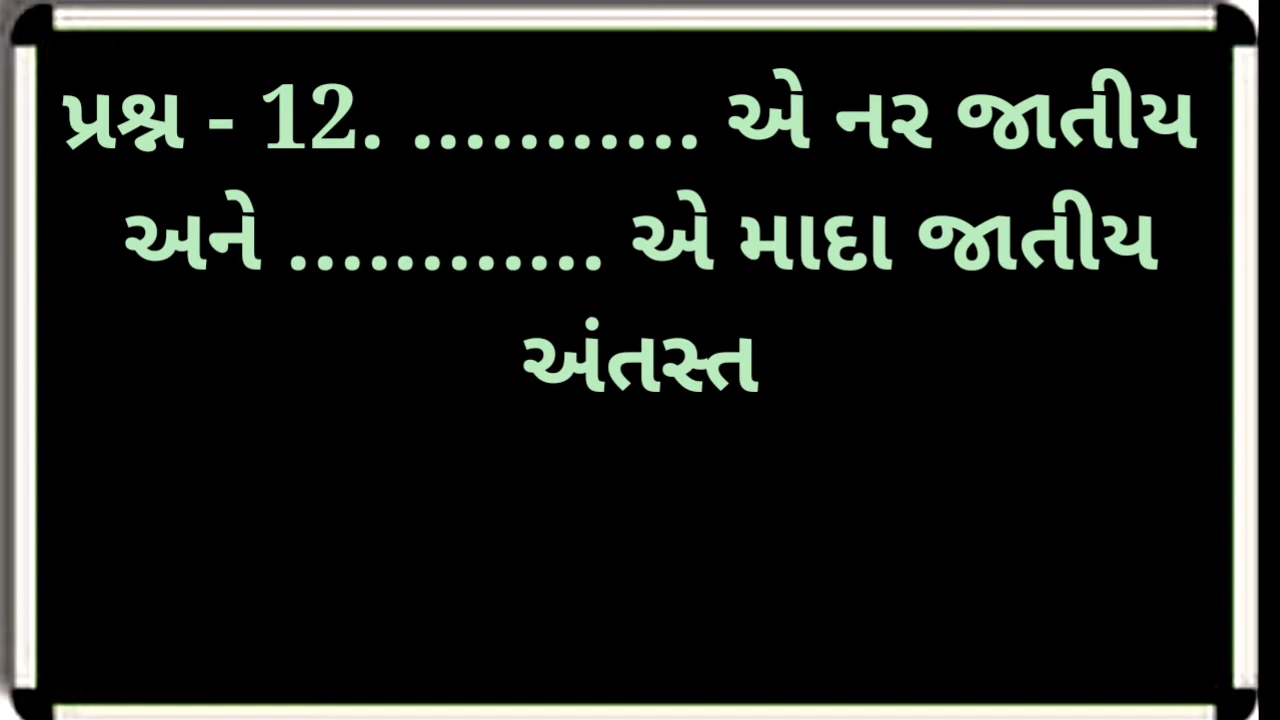 પ્રશ્ન - 12. ........... એ નર જાતીય
અને ............ એ માદા જાતીય
અંતસ્ત